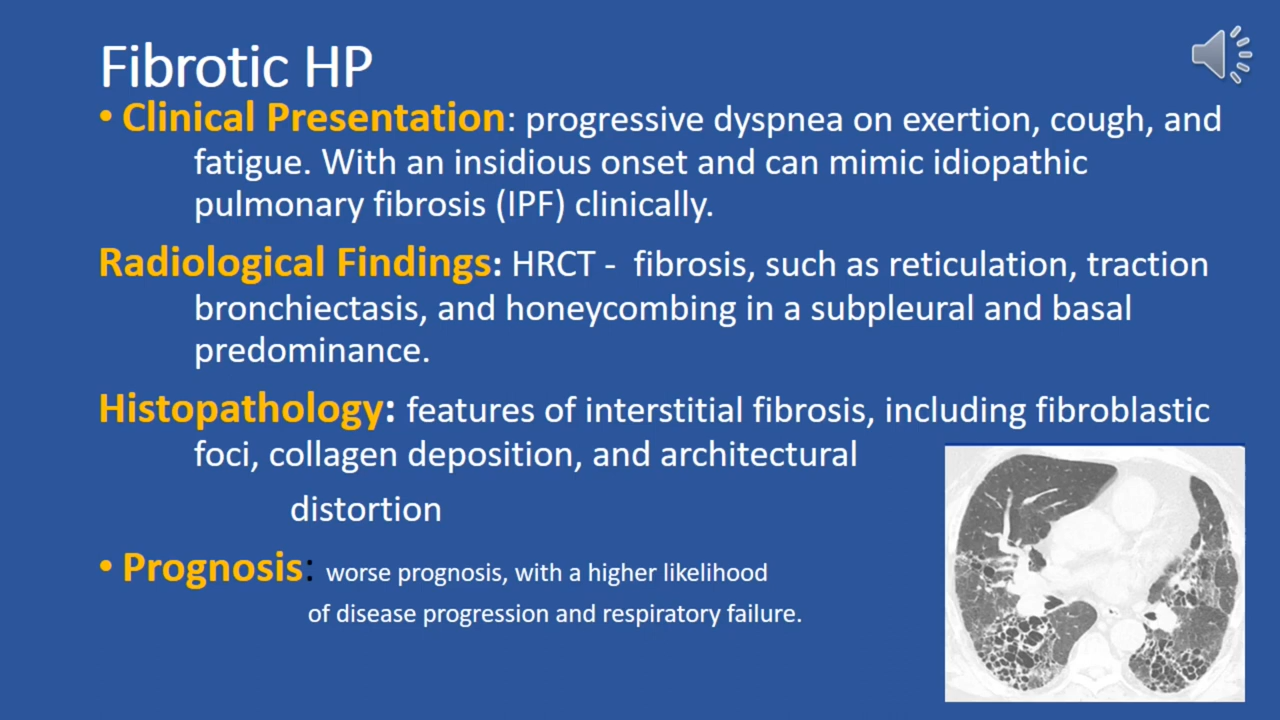 Fibrotic HP
• Clinical Presentation: progressive dyspnea on exertion, cough, and
fatigue. With an insidious onset and can mimic idiopathic
pulmonary fibrosis (IPF) clinically.
Radiological Findings: HRCT - fibrosis, such as reticulation, traction
bronchiectasis, and honeycombing in a subpleural and basal
predominance.
Histopathology: features of interstitial fibrosis, including fibroblastic
foci, collagen deposition, and architectural
distortion
• Prognosis: worse prognosis, with a higher likelihood
of disease progression and respiratory failure.